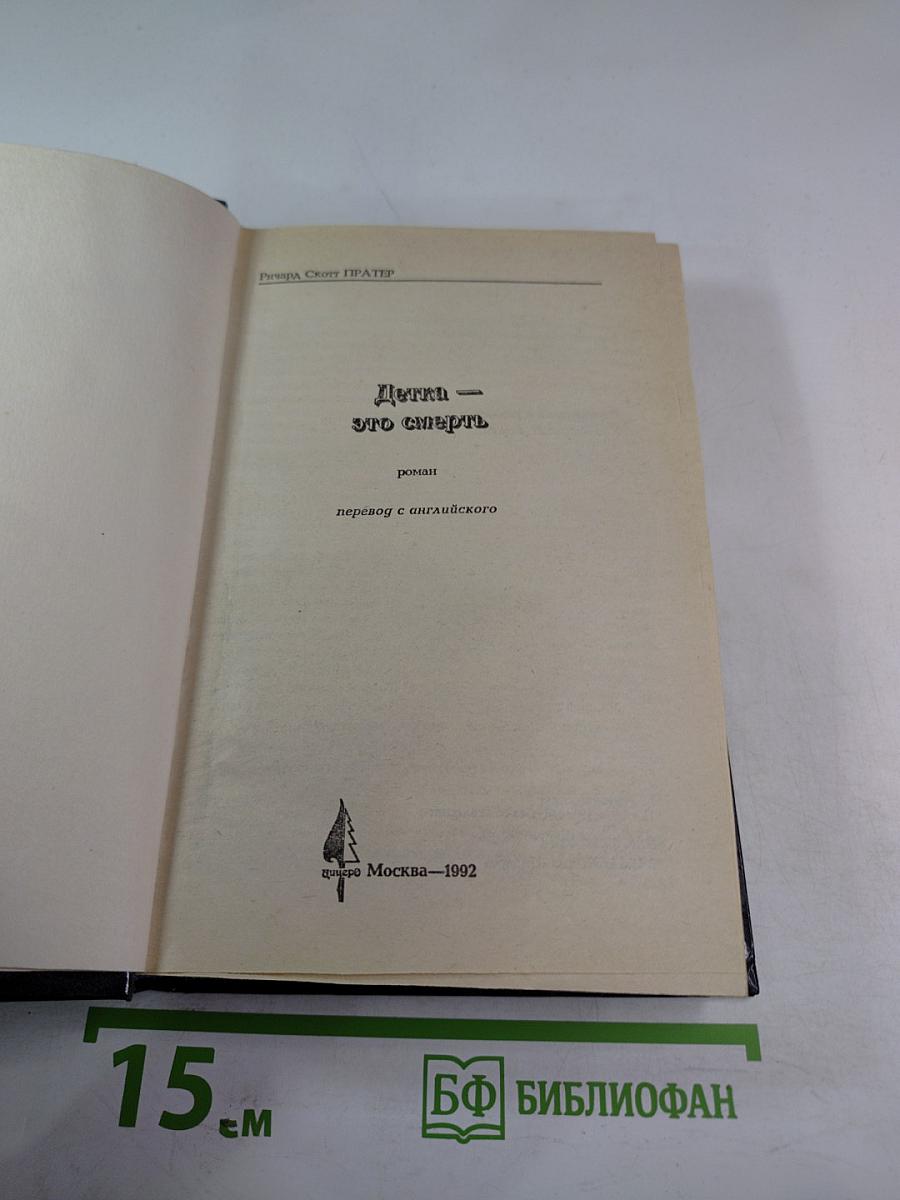 Ричард Скотт ПРАТЕР
Детка —
это смерть
роман
перевод с английского
цицеро Москва—1992
15 см
БФ БИБЛИОФАН